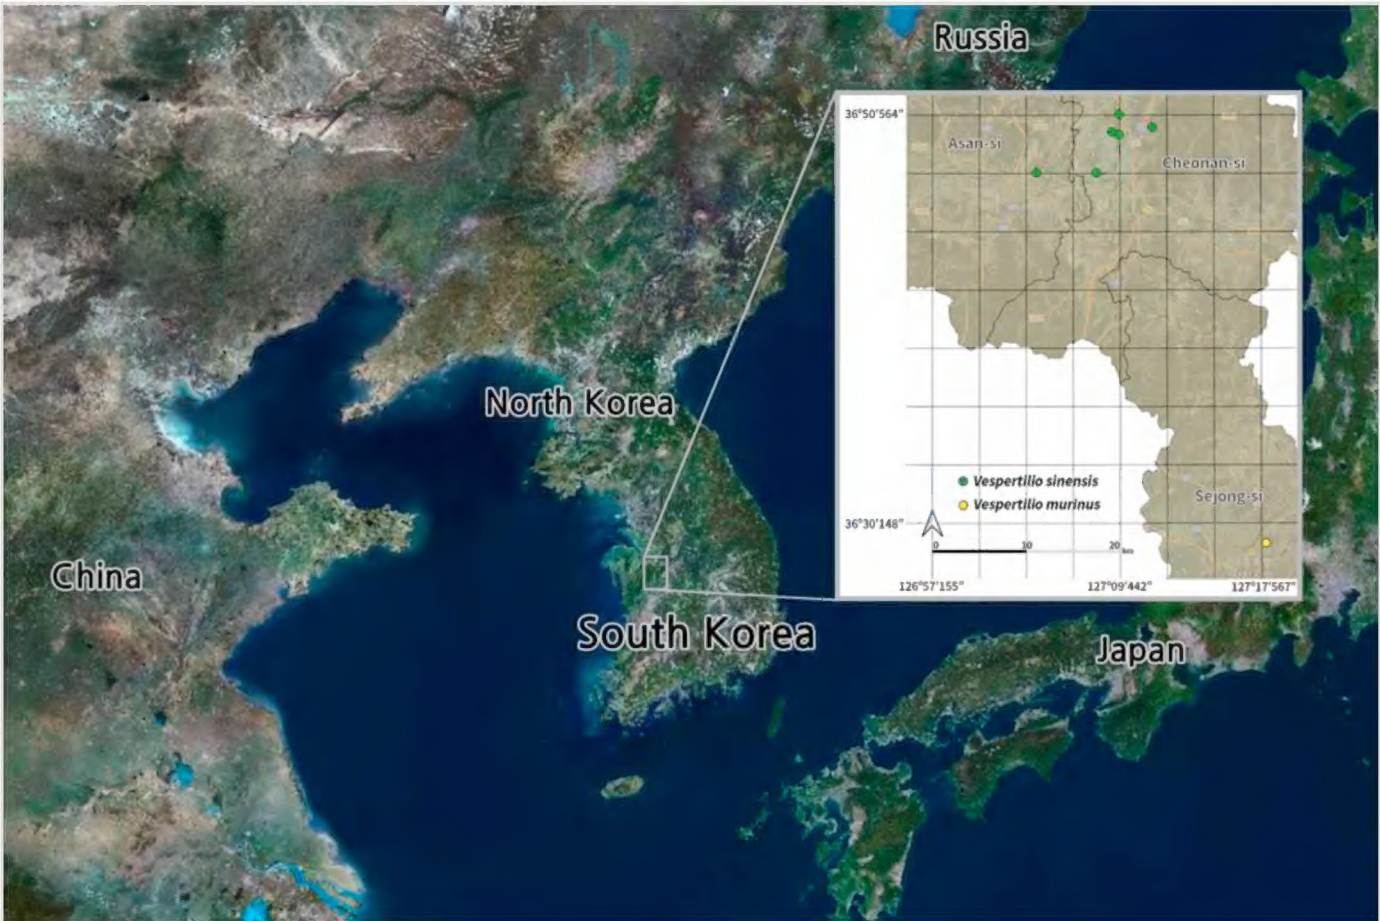 Russia
36°50'564"
Asan-si
Cheonan-si
North Korea
Vespertilio sinensis
Vespertilio murinus
Sejong-si
36°30'148"
0 10 20 km
China
126°57'155" 127°09'442" 127°17'567"
South Korea
Japan